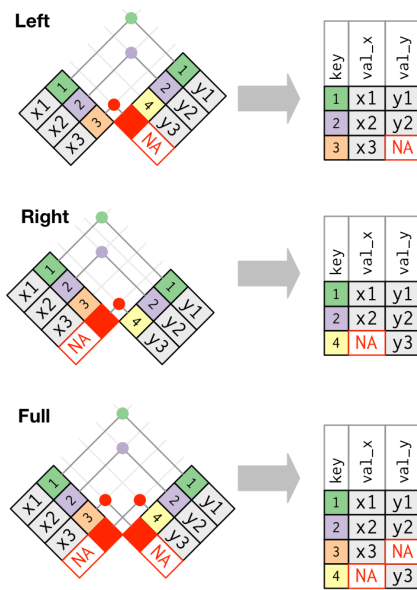 Left
x1 1
x2 2
x3 3
1 y1
2 y2
4 y3
NA
key val_x val_y
1 x1 y1
2 x2 y2
3 x3 NA
Right
x1 1
x2 2
x3 3
NA
1 y1
2 y2
4 y3
key val_x val_y
1 x1 y1
2 x2 y2
4 NA y3
Full
x1 1
x2 2
x3 3
NA
1 y1
2 y2
4 y3
NA
key val_x val_y
1 x1 y1
2 x2 y2
3 x3 NA
4 NA y3